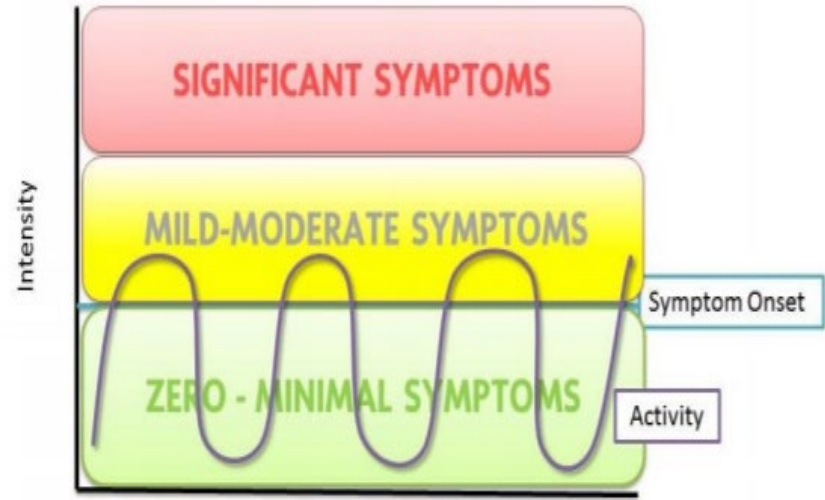 SIGNIFICANT SYMPTOMS
Intensity
MILD-MODERATE SYMPTOMS
Symptom Onset
ZERO - MINIMAL SYMPTOMS
Activity